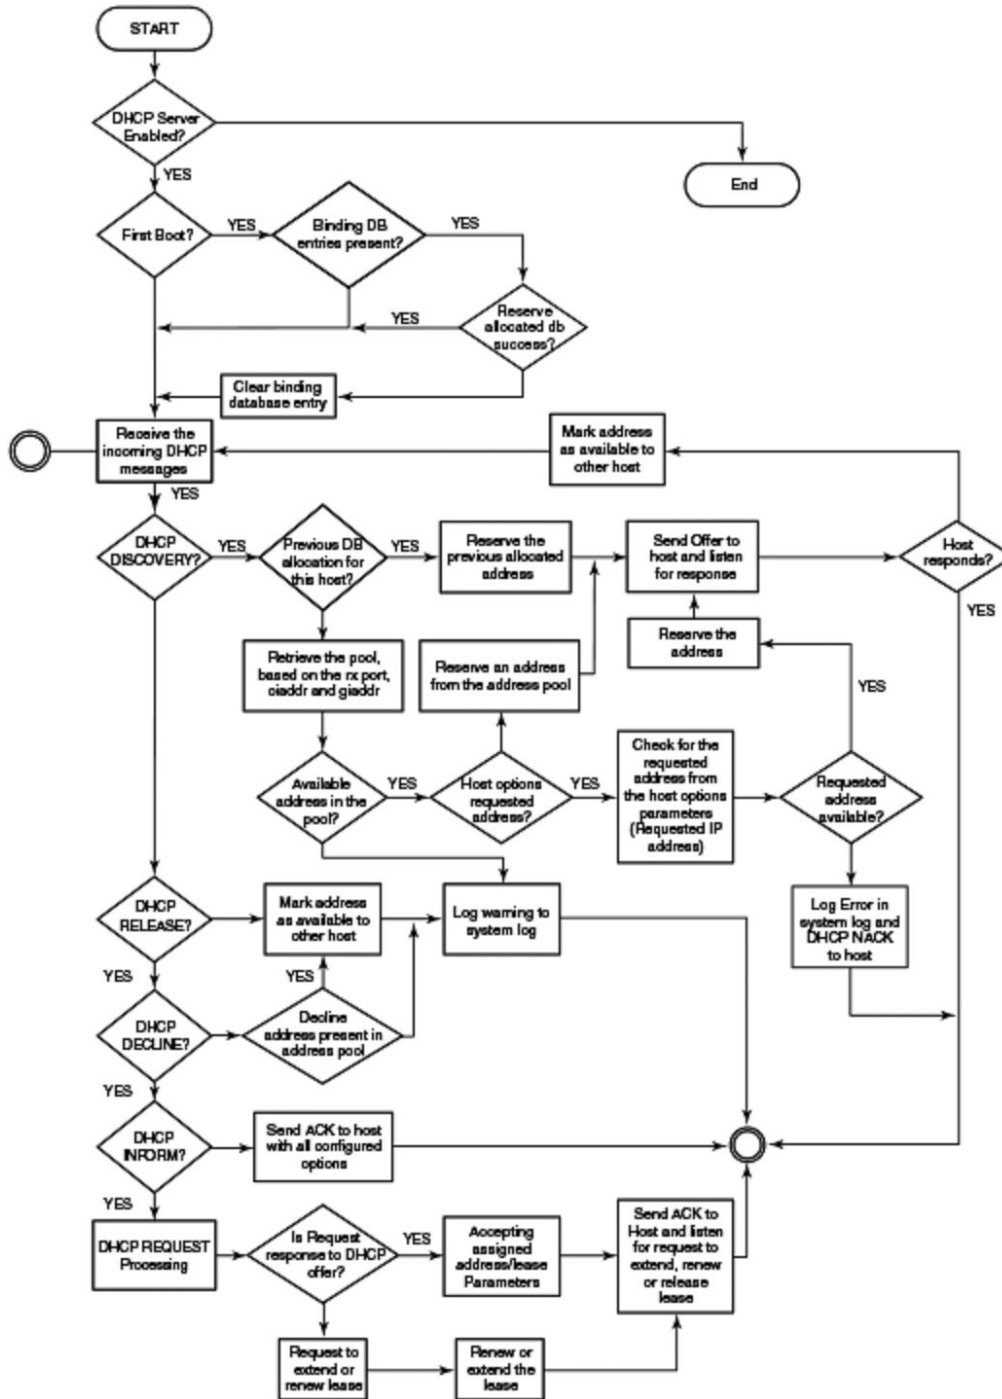 START
DHCP Server
Enabled?
YES
End
First Boot?
YES
Binding DB
entries present?
YES
Reserve
allocated db
success?
YES
Clear binding
database entry
Receive the
incoming DHCP
messages
Mark address
as available to
other host
YES
DHCP
DISCOVERY?
YES
Previous DB
allocation for
this host?
YES
Reserve the
previous allocated
address
Send Offer to
host and listen
for response
Host
responds?
YES
Retrieve the pool,
based on the rx port,
ciaddr and giaddr
Reserve an address
from the address pool
Reserve the
address
YES
Available
address in the
pool?
YES
Host options
requested
address?
YES
Check for the
requested
address from
the host options
parameters
(Requested IP
address)
Requested
address
available?
DHCP
RELEASE?
Mark address
as available to
other host
Log warning to
system log
Log Error in
system log and
DHCP NACK
to host
YES
YES
DHCP
DECLINE?
Decline
address present in
address pool
YES
DHCP
INFORM?
Send ACK to host
with all configured
options
YES
DHCP REQUEST
Processing
Is Request
response to DHCP
offer?
YES
Accepting
assigned
address/lease
Parameters
Send ACK to
Host and listen
for request to
extend, renew
or release
lease
Request to
extend or
renew lease
Renew or
extend the
lease